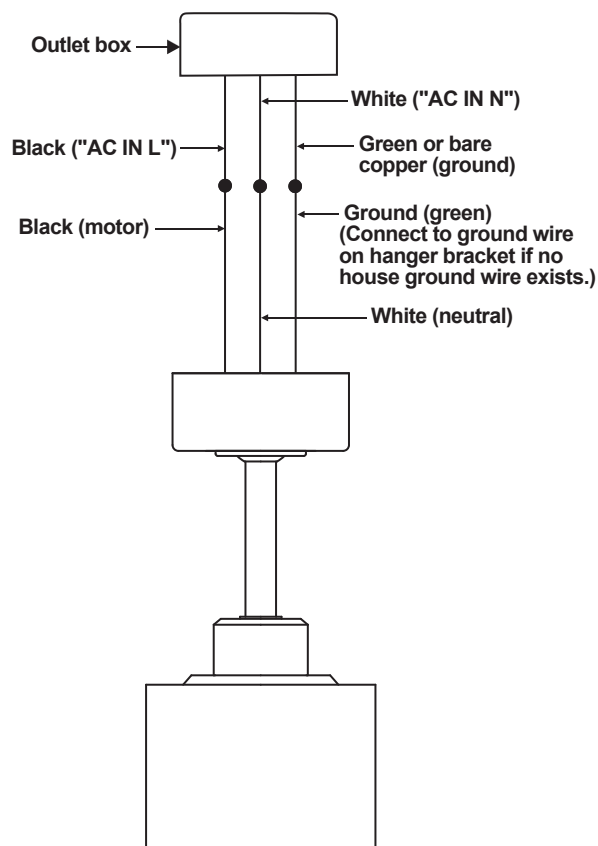 Outlet box
White ("AC IN N")
Black ("AC IN L")
Green or bare
copper (ground)
Black (motor)
Ground (green)
(Connect to ground wire
on hanger bracket if no
house ground wire exists.)
White (neutral)